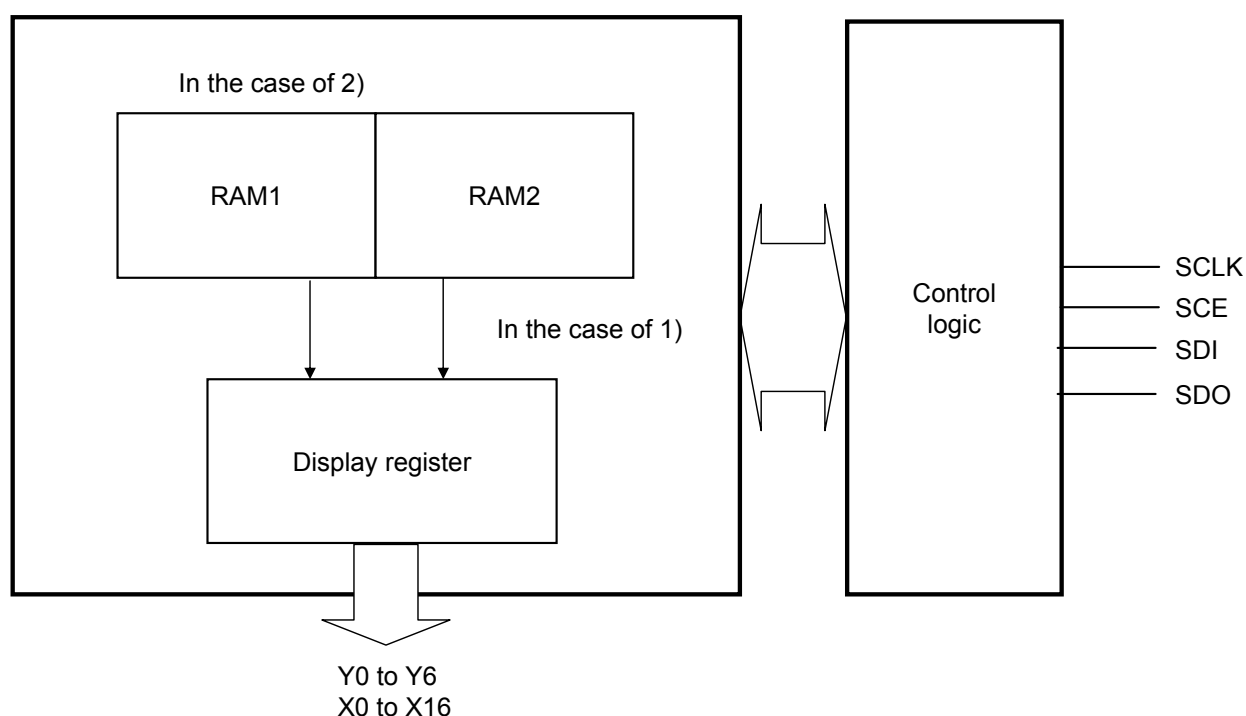 In the case of 2)
RAM1
RAM2
In the case of 1)
Display register
Y0 to Y6
X0 to X16
Control
logic
SCLK
SCE
SDI
SDO